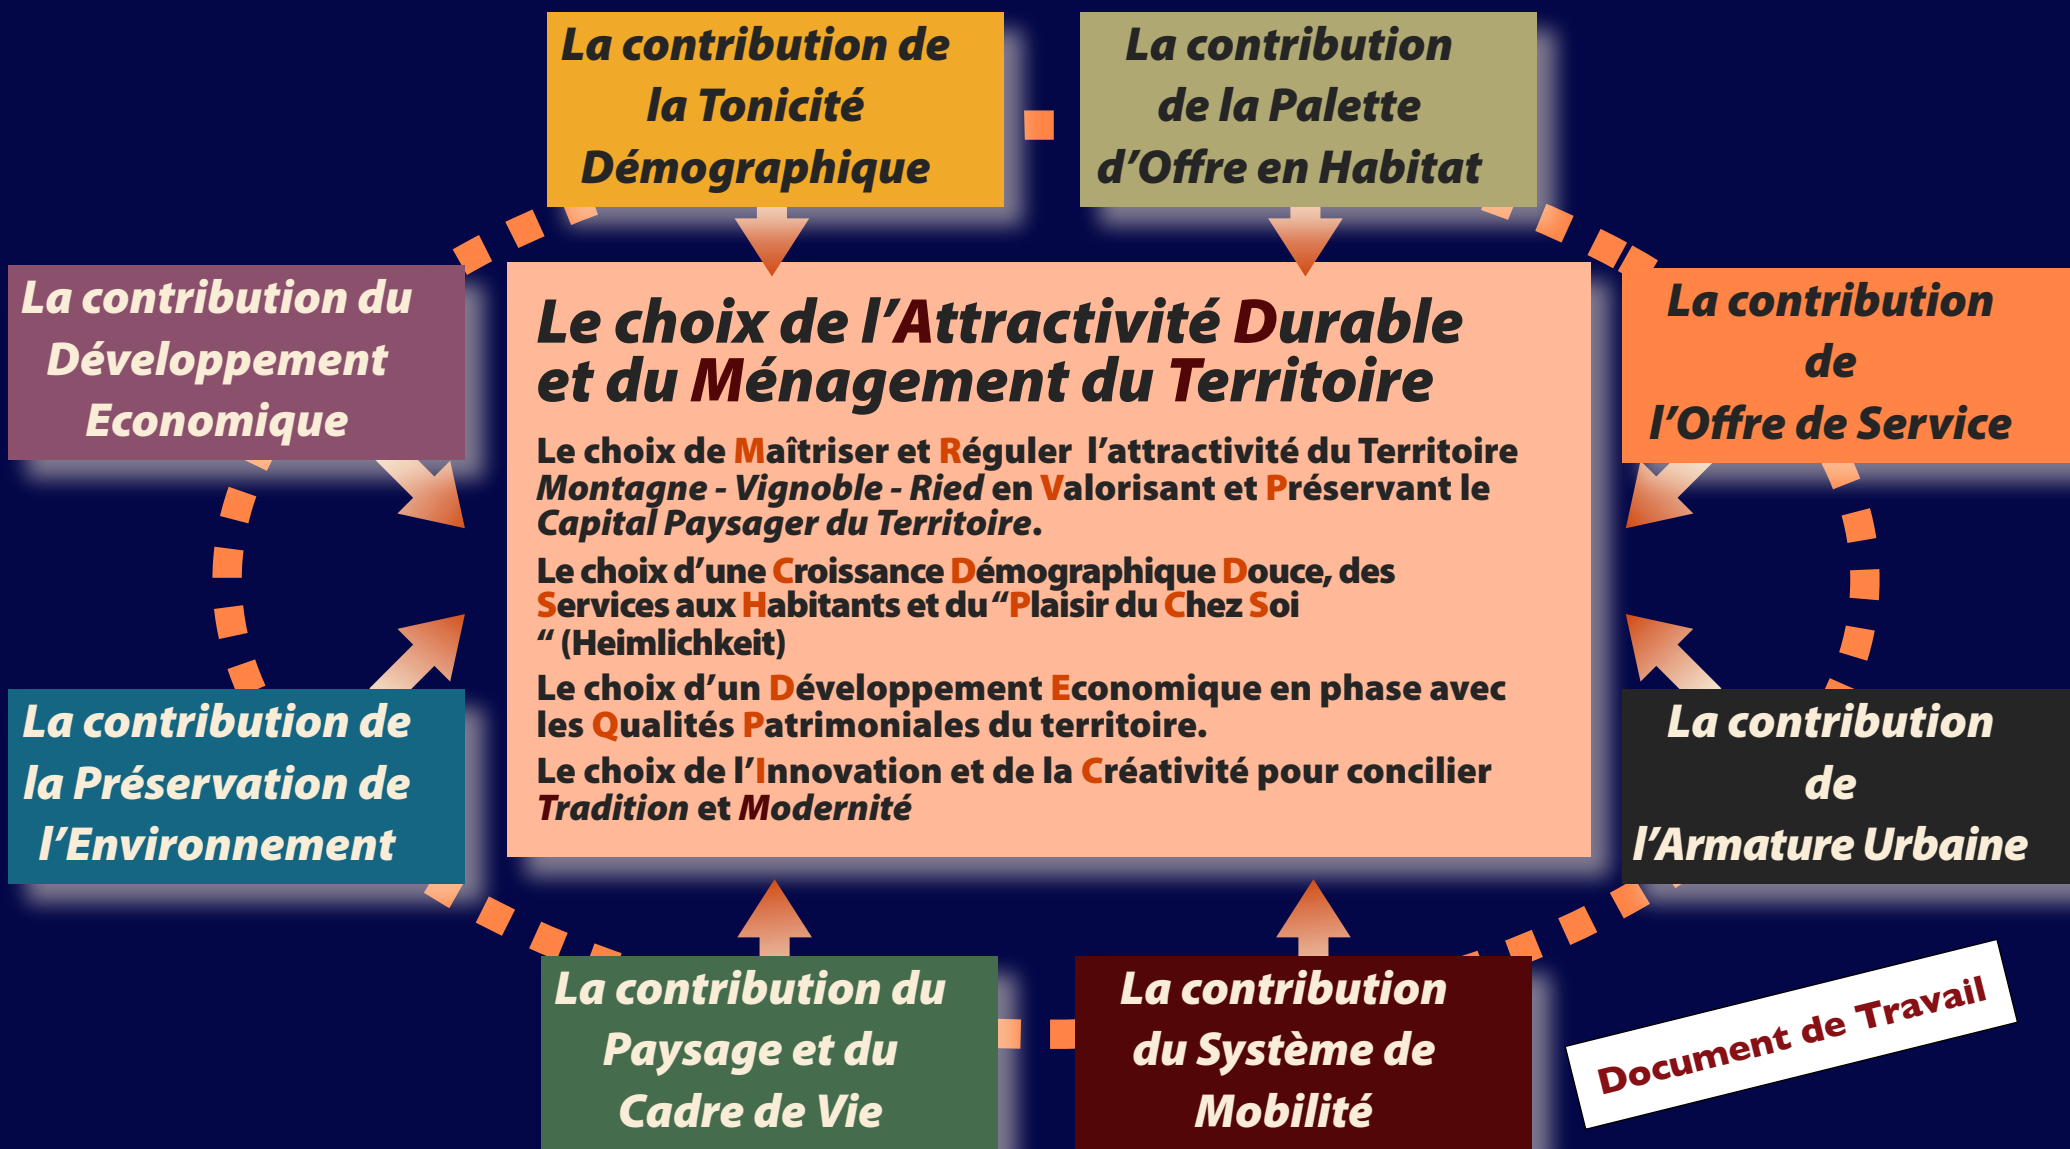 La contribution de
la Tonicité
Démographique
La contribution
de la Palette
d’Offre en Habitat
La contribution du
Développement
Economique
Le choix de l’Attractivité Durable
et du Ménagement du Territoire
Le choix de Maîtriser et Réguler l’attractivité du Territoire
Montagne - Vignoble - Ried en Valorisant et Préservant le
Capital Paysager du Territoire.
Le choix d’une Croissance Démographique Douce, des
Services aux Habitants et du “Plaisir du Chez Soi
“ (Heimlichkeit)
Le choix d’un Développement Economique en phase avec
les Qualités Patrimoniales du territoire.
Le choix de l’Innovation et de la Créativité pour concilier
Tradition et Modernité
La contribution
de
l’Offre de Service
La contribution de
la Préservation de
l’Environnement
La contribution
de
l’Armature Urbaine
La contribution du
Paysage et du
Cadre de Vie
La contribution
du Système de
Mobilité
Document de Travail